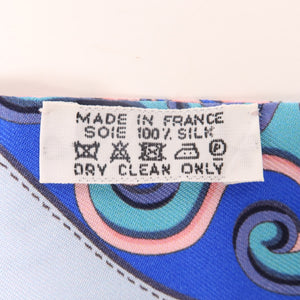 MADE IN FRANCE
SOIE 100% SILK
DRY CLEAN ONLY